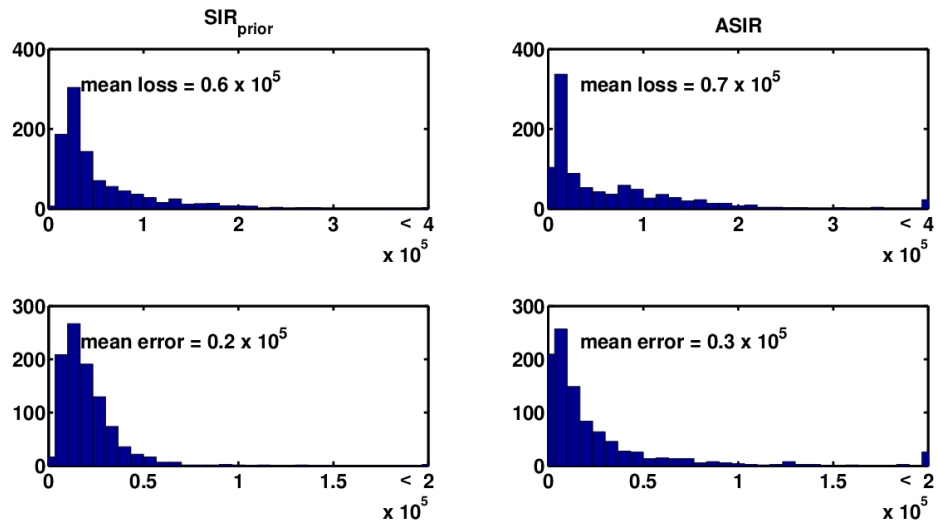 SIR_prior ASIR
400 400
mean loss = 0.6 x 10^5 mean loss = 0.7 x 10^5
200 200
0 0
0 1 2 3 < 4 0 1 2 3 < 4
x 10^5 x 10^5
300 300
mean error = 0.2 x 10^5 mean error = 0.3 x 10^5
200 200
100 100
0 0
0 0.5 1 1.5 < 2 0 0.5 1 1.5 < 2
x 10^5 x 10^5